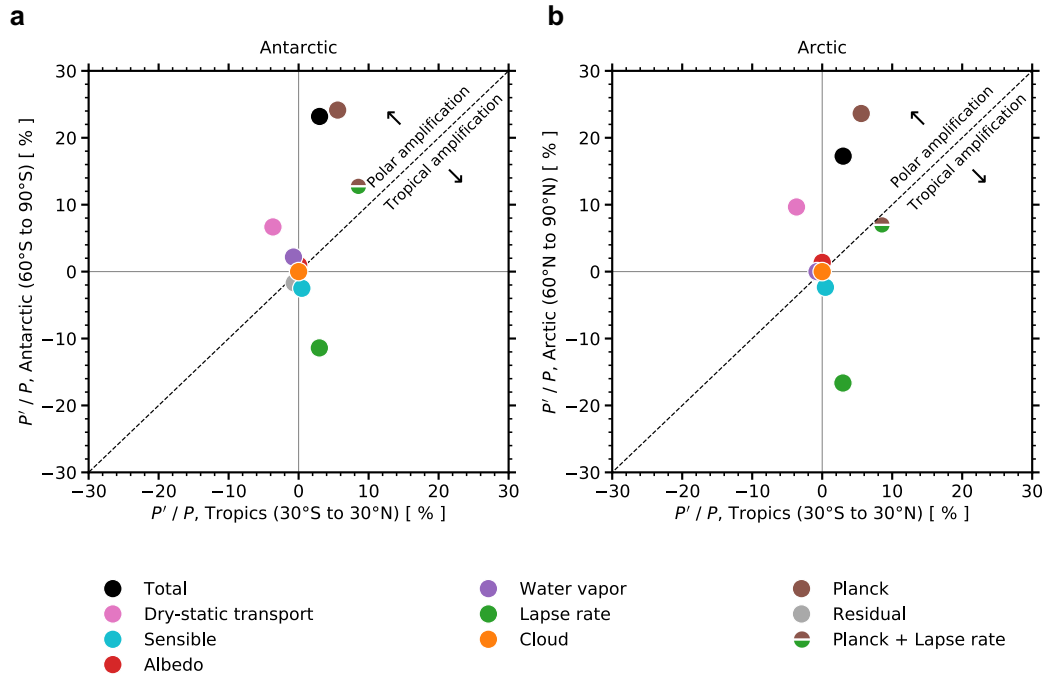 a
Antarctic
30
20
10
0
−10
−20
−30
P′ / P, Antarctic (60°S to 90°S) [ % ]
Polar amplification
Tropical amplification
−30 −20 −10 0 10 20 30
P′ / P, Tropics (30°S to 30°N) [ % ]
b
Arctic
30
20
10
0
−10
−20
−30
P′ / P, Arctic (60°N to 90°N) [ % ]
Polar amplification
Tropical amplification
−30 −20 −10 0 10 20 30
P′ / P, Tropics (30°S to 30°N) [ % ]
Total
Dry-static transport
Sensible
Albedo
Water vapor
Lapse rate
Cloud
Planck
Residual
Planck + Lapse rate